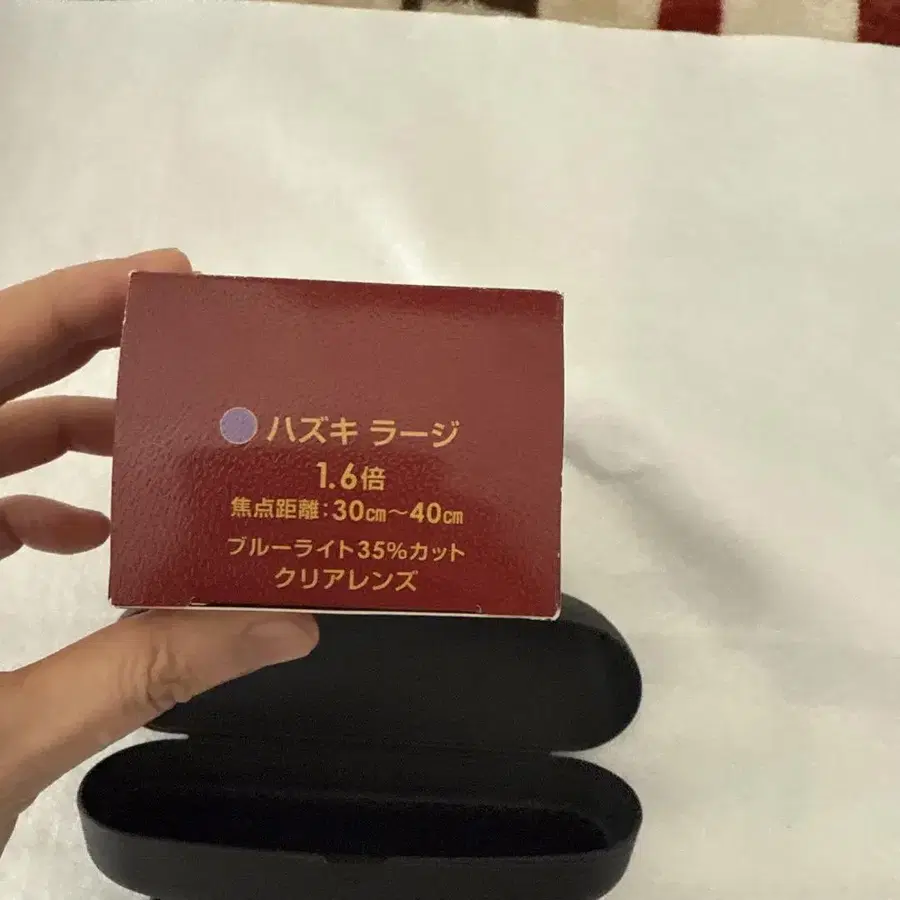 ハズキ ラージ
1.6倍
焦点距離:30㎝～40㎝
ブルーライト35%カット
クリアレンズ